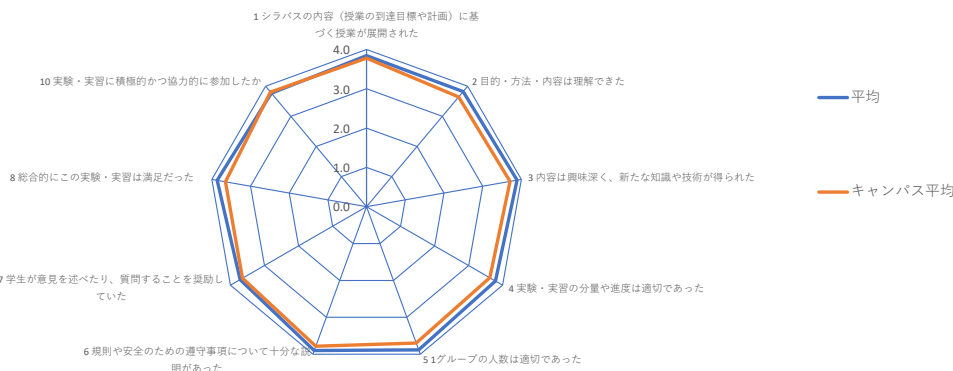 1 シラバスの内容（授業の到達目標や計画）に基
づく授業が展開された
4.0
10 実験・実習に積極的かつ協力的に参加したか
2 目的・方法・内容は理解できた
平均
3.0
2.0
1.0
8 総合的にこの実験・実習は満足だった
3 内容は興味深く、新たな知識や技術が得られた
キャンパス平均
0.0
7 学生が意見を述べたり、質問することを奨励し
ていた
4 実験・実習の分量や進度は適切であった
6 規則や安全のための遵守事項について十分な説
明があった
5 1グループの人数は適切であった